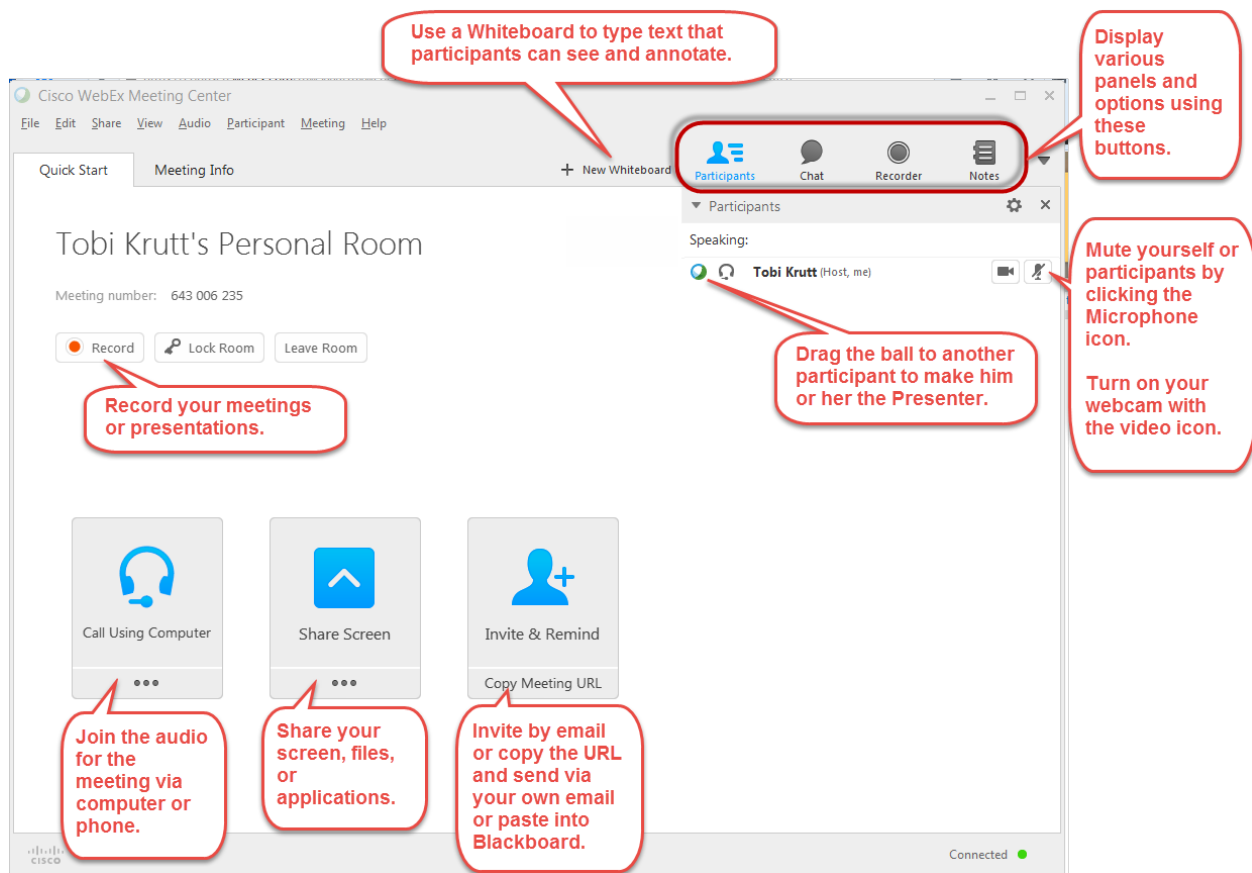 Use a Whiteboard to type text that
participants can see and annotate.
Display
various
panels and
options using
these
buttons.
Cisco WebEx Meeting Center
File Edit Share View Audio Participant Meeting Help
Quick Start Meeting Info + New Whiteboard Participants Chat Recorder Notes
Participants
Speaking:
Tobi Krutt (Host, me)
Tobi Krutt's Personal Room
Meeting number: 643 006 235
Record Lock Room Leave Room
Mute yourself or
participants by
clicking the
Microphone
icon.
Turn on your
webcam with
the video icon.
Drag the ball to another
participant to make him
or her the Presenter.
Record your meetings
or presentations.
Call Using Computer
Share Screen
Invite & Remind
Copy Meeting URL
Join the audio
for the
meeting via
computer or
phone.
Share your
screen, files,
or
applications.
Invite by email
or copy the URL
and send via
your own email
or paste into
Blackboard.
CISCO
Connected